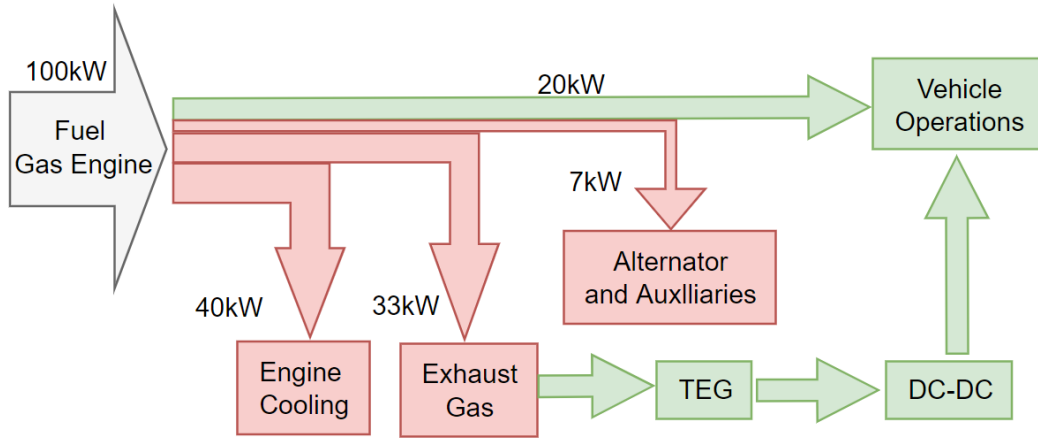 100kW
Fuel
Gas Engine
20kW
Vehicle
Operations
7kW
Alternator
and Auxlliaries
40kW
33kW
Engine
Cooling
Exhaust
Gas
TEG
DC-DC